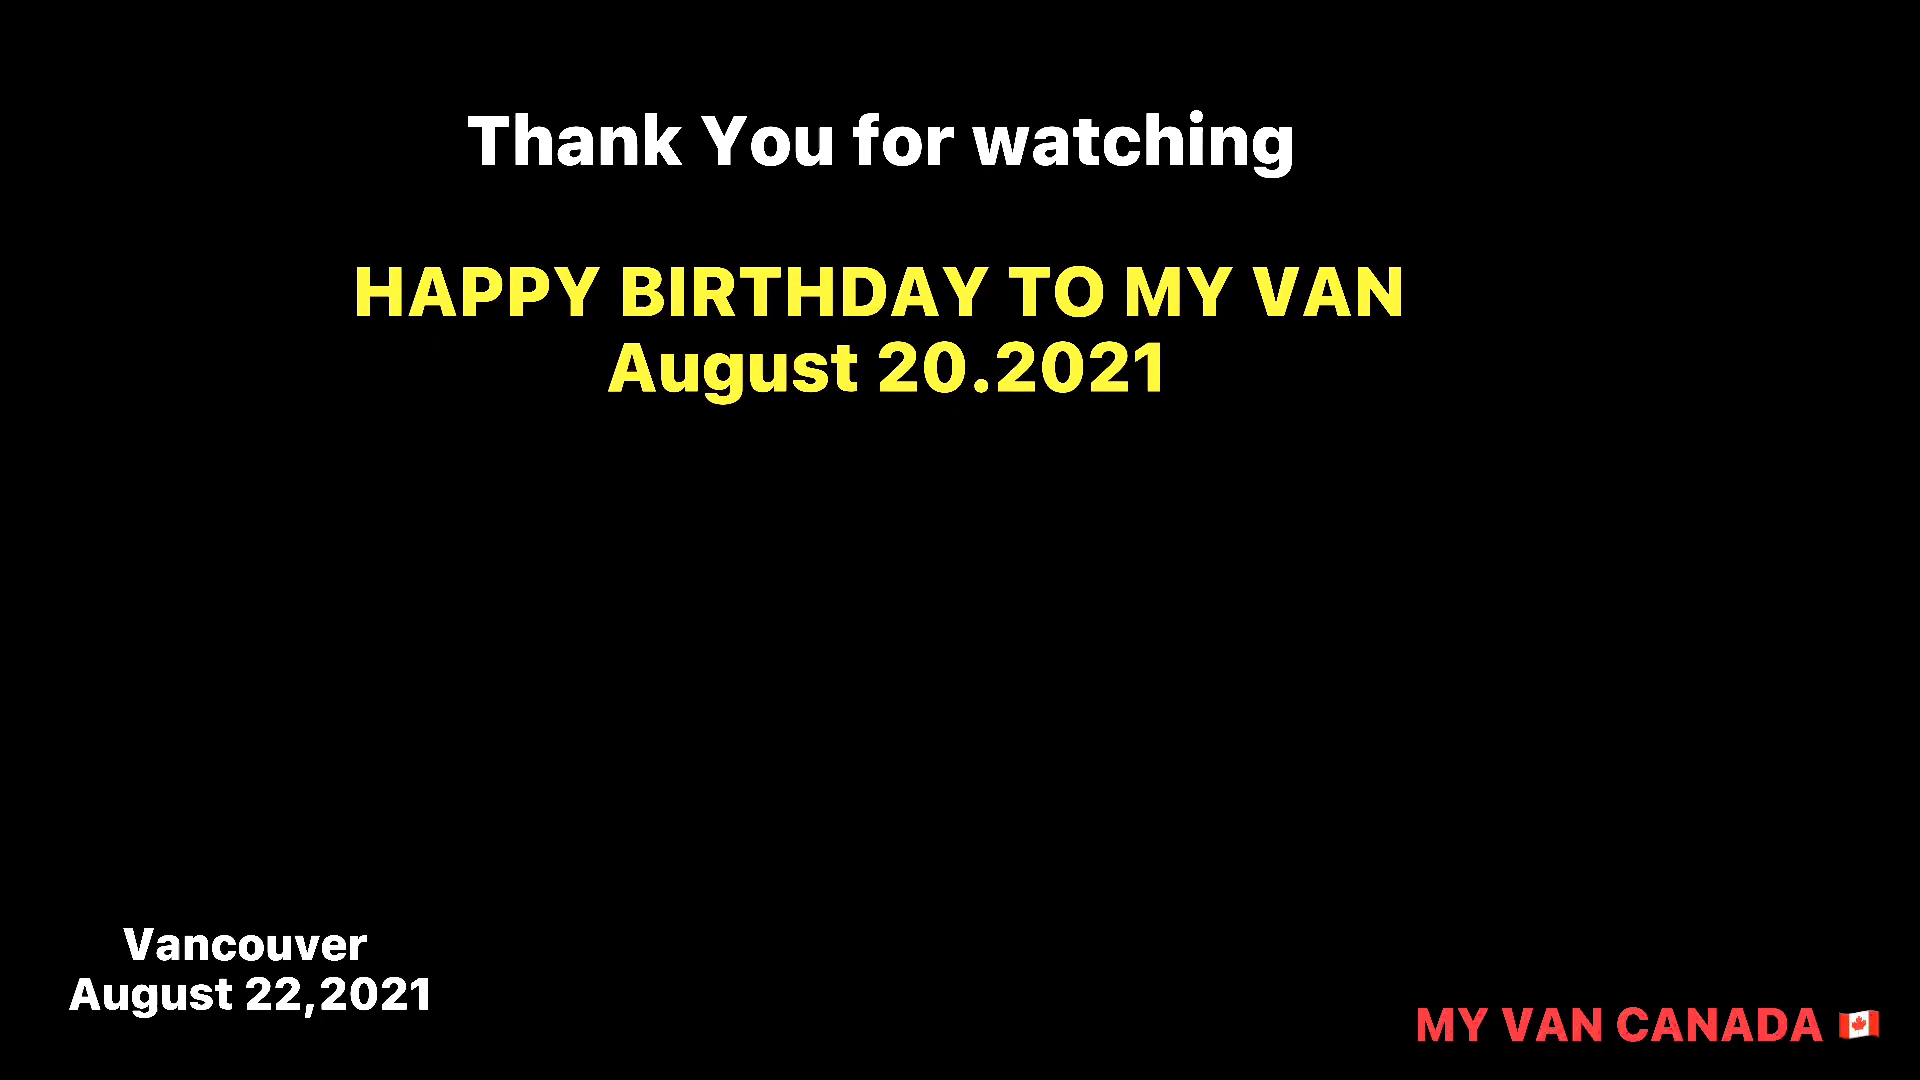 Thank You for watching
HAPPY BIRTHDAY TO MY VAN
August 20.2021
Vancouver
August 22,2021
MY VAN CANADA 🇨🇦